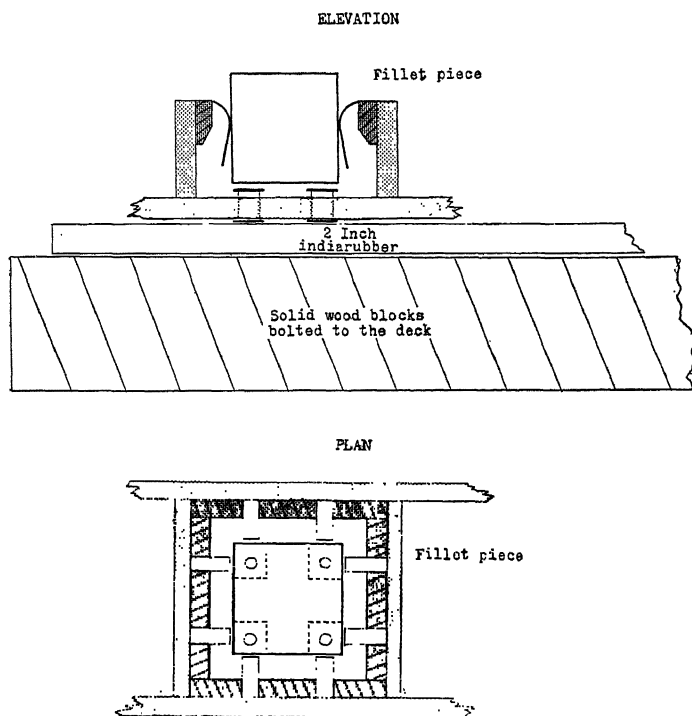 ELEVATION
Fillet piece
2 Inch
indiarubber
Solid wood blocks
bolted to the deck
PLAN
Fillot piece